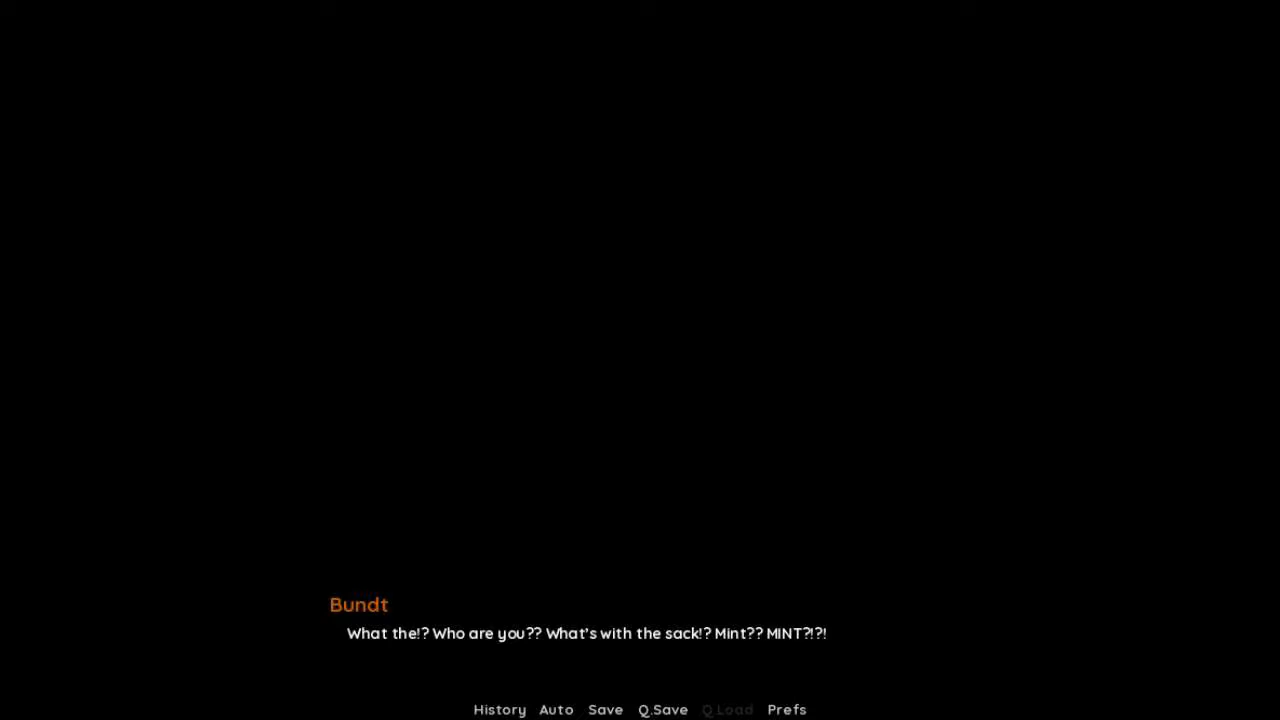 Bundt
What the!? Who are you?? What's with the sack!? Mint?? MINT?!?!
History Auto Save Q.Save Q.Load Prefs